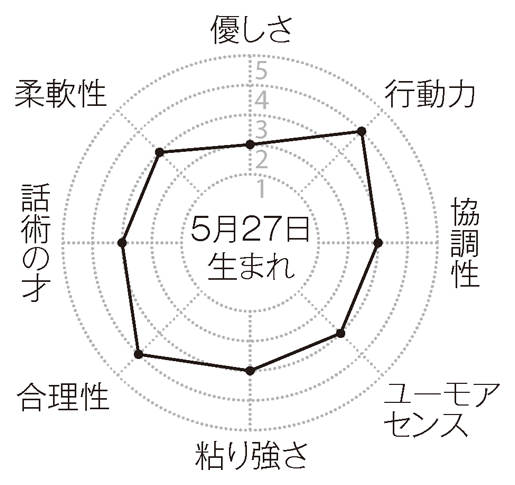 優しさ
柔軟性
行動力
5
4
3
2
1
話術の才
5月27日
生まれ
協調性
合理性
ユーモア
センス
粘り強さ